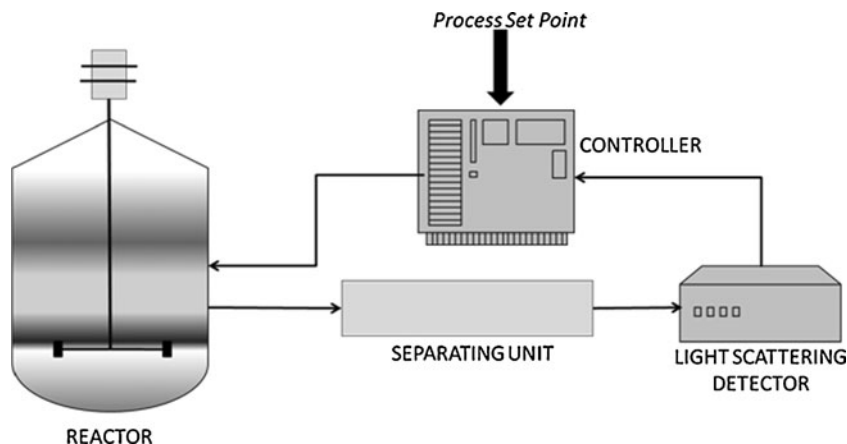 Process Set Point
CONTROLLER
SEPARATING UNIT
LIGHT SCATTERING
DETECTOR
REACTOR